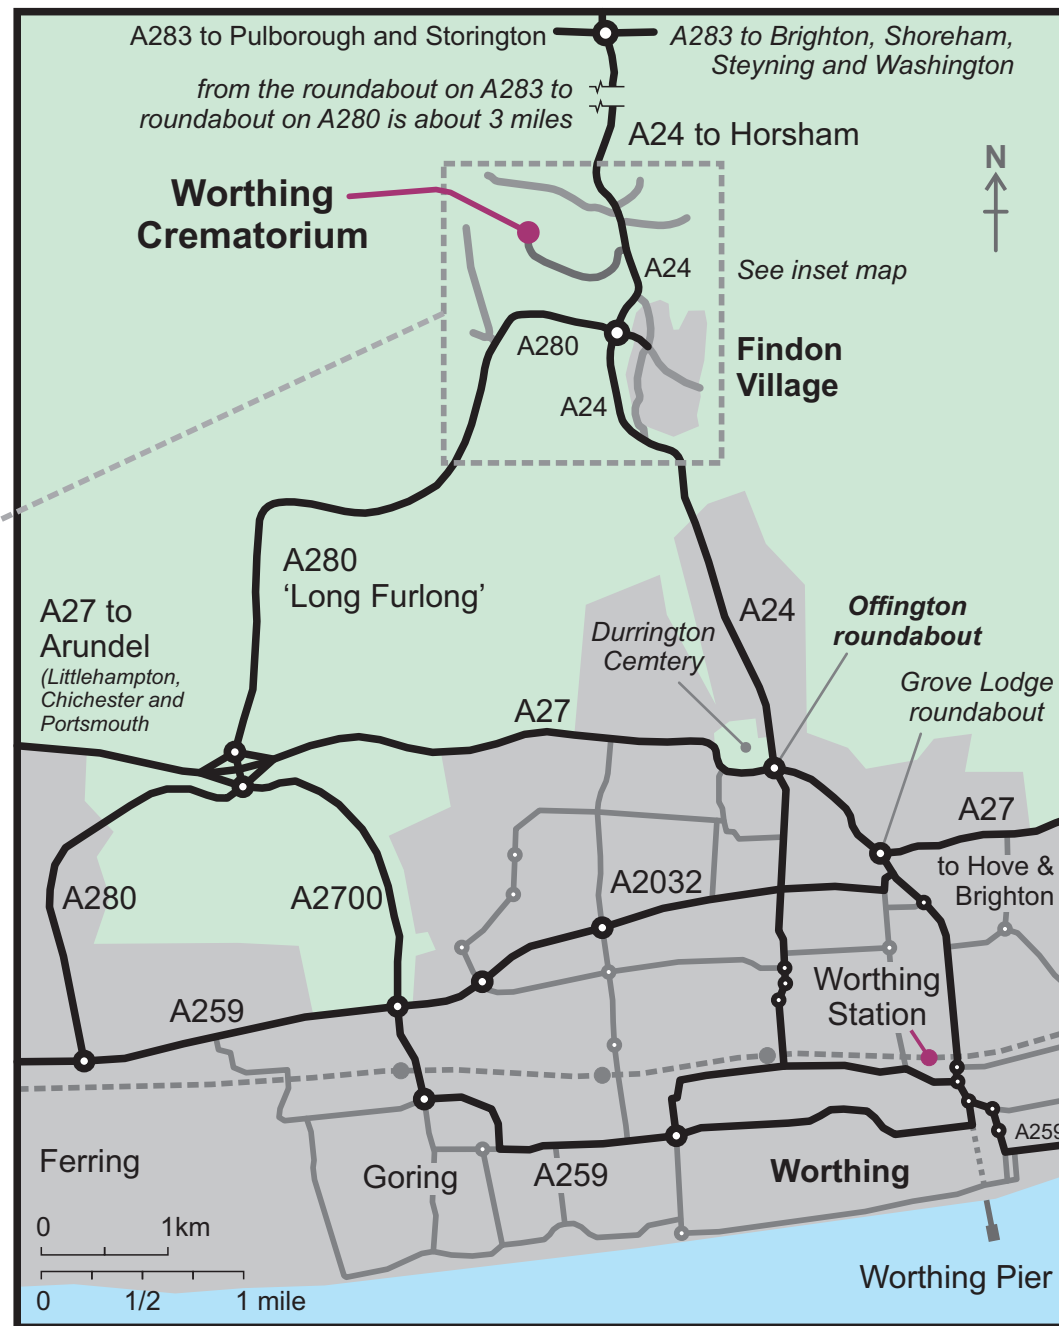 A283 to Pulborough and Storington
A283 to Brighton, Shoreham,
Steyning and Washington
from the roundabout on A283 to
roundabout on A280 is about 3 miles
A24 to Horsham
N
Worthing
Crematorium
A24
See inset map
A280
Findon
Village
A24
A280
‘Long Furlong’
A27 to
Arundel
(Littlehampton,
Chichester and
Portsmouth
Durrington
Cemtery
A24
Offington
roundabout
Grove Lodge
roundabout
A27
A27
to Hove &
Brighton
A280
A2700
A2032
A259
Worthing
Station
Ferring
Goring
A259
Worthing
A259
0 1km
0 1/2 1 mile
Worthing Pier